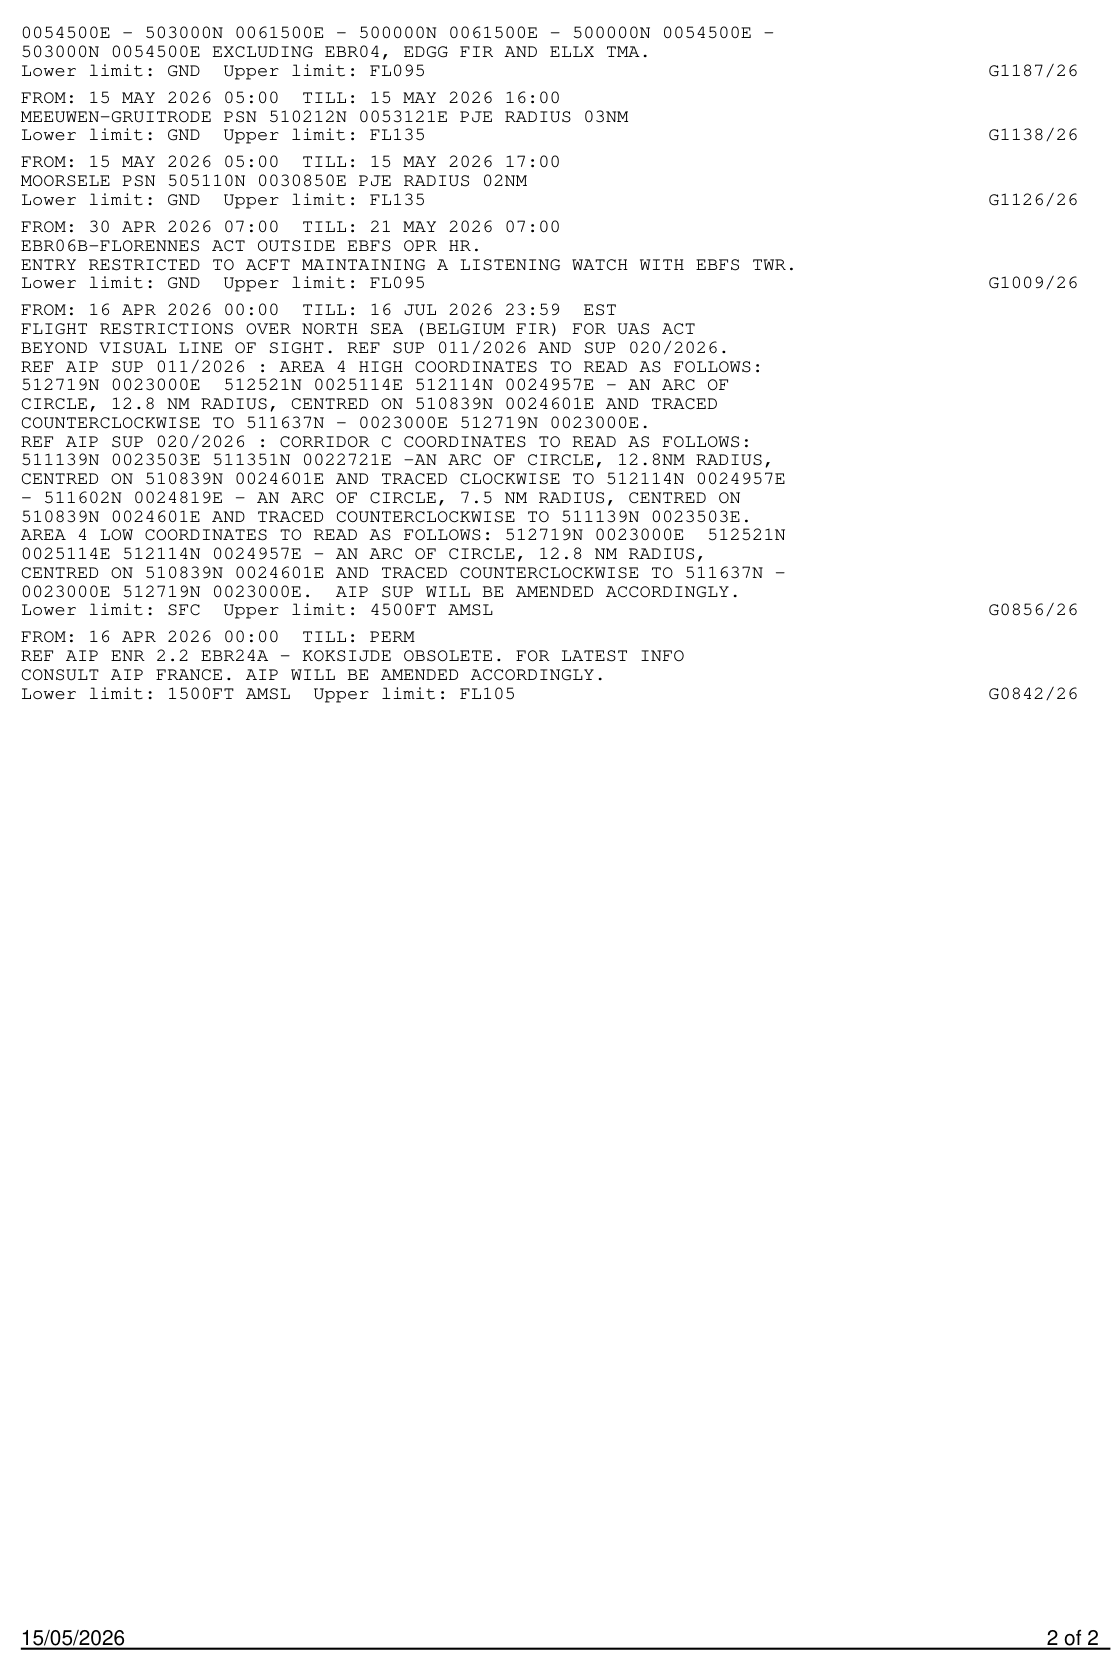 0054500E - 503000N 0061500E - 500000N 0061500E - 500000N 0054500E -
503000N 0054500E EXCLUDING EBR04, EDGG FIR AND ELLX TMA.
Lower limit: GND  Upper limit: FL095 G1187/26
FROM: 15 MAY 2026 05:00  TILL: 15 MAY 2026 16:00
MEEUWEN-GRUITRODE PSN 510212N 0053121E PJE RADIUS 03NM
Lower limit: GND  Upper limit: FL135 G1138/26
FROM: 15 MAY 2026 05:00  TILL: 15 MAY 2026 17:00
MOORSELE PSN 505110N 0030850E PJE RADIUS 02NM
Lower limit: GND  Upper limit: FL135 G1126/26
FROM: 30 APR 2026 07:00  TILL: 21 MAY 2026 07:00
EBR06B-FLORENNES ACT OUTSIDE EBFS OPR HR.
ENTRY RESTRICTED TO ACFT MAINTAINING A LISTENING WATCH WITH EBFS TWR.
Lower limit: GND  Upper limit: FL095 G1009/26
FROM: 16 APR 2026 00:00  TILL: 16 JUL 2026 23:59  EST
FLIGHT RESTRICTIONS OVER NORTH SEA (BELGIUM FIR) FOR UAS ACT
BEYOND VISUAL LINE OF SIGHT. REF SUP 011/2026 AND SUP 020/2026.
REF AIP SUP 011/2026 : AREA 4 HIGH COORDINATES TO READ AS FOLLOWS:
512719N 0023000E  512521N 0025114E 512114N 0024957E - AN ARC OF
CIRCLE, 12.8 NM RADIUS, CENTRED ON 510839N 0024601E AND TRACED
COUNTERCLOCKWISE TO 511637N - 0023000E 512719N 0023000E.
REF AIP SUP 020/2026 : CORRIDOR C COORDINATES TO READ AS FOLLOWS:
511139N 0023503E 511351N 0022721E -AN ARC OF CIRCLE, 12.8NM RADIUS,
CENTRED ON 510839N 0024601E AND TRACED CLOCKWISE TO 512114N 0024957E
- 511602N 0024819E - AN ARC OF CIRCLE, 7.5 NM RADIUS, CENTRED ON
510839N 0024601E AND TRACED COUNTERCLOCKWISE TO 511139N 0023503E.
AREA 4 LOW COORDINATES TO READ AS FOLLOWS: 512719N 0023000E  512521N
0025114E 512114N 0024957E - AN ARC OF CIRCLE, 12.8 NM RADIUS,
CENTRED ON 510839N 0024601E AND TRACED COUNTERCLOCKWISE TO 511637N -
0023000E 512719N 0023000E.  AIP SUP WILL BE AMENDED ACCORDINGLY.
Lower limit: SFC  Upper limit: 4500FT AMSL G0856/26
FROM: 16 APR 2026 00:00  TILL: PERM
REF AIP ENR 2.2 EBR24A - KOKSIJDE OBSOLETE. FOR LATEST INFO
CONSULT AIP FRANCE. AIP WILL BE AMENDED ACCORDINGLY.
Lower limit: 1500FT AMSL  Upper limit: FL105 G0842/26
15/05/2026 2 of 2